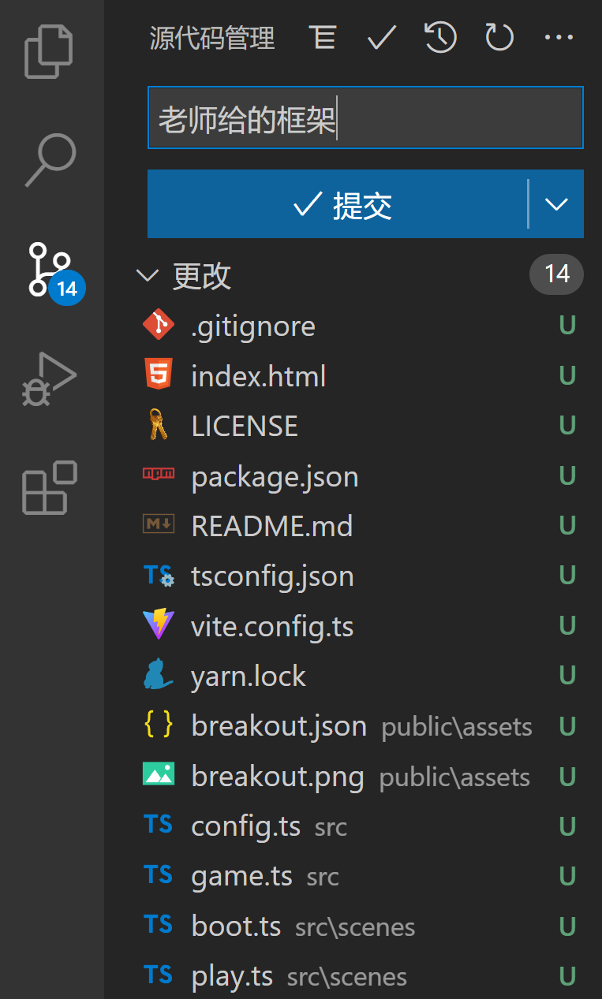 源代码管理
老师给的框架
提交
14
更改 14
.gitignore U
index.html U
LICENSE U
package.json U
README.md U
tsconfig.json U
vite.config.ts U
yarn.lock U
breakout.json public\assets U
breakout.png public\assets U
config.ts src U
game.ts src U
boot.ts src\scenes U
play.ts src\scenes U